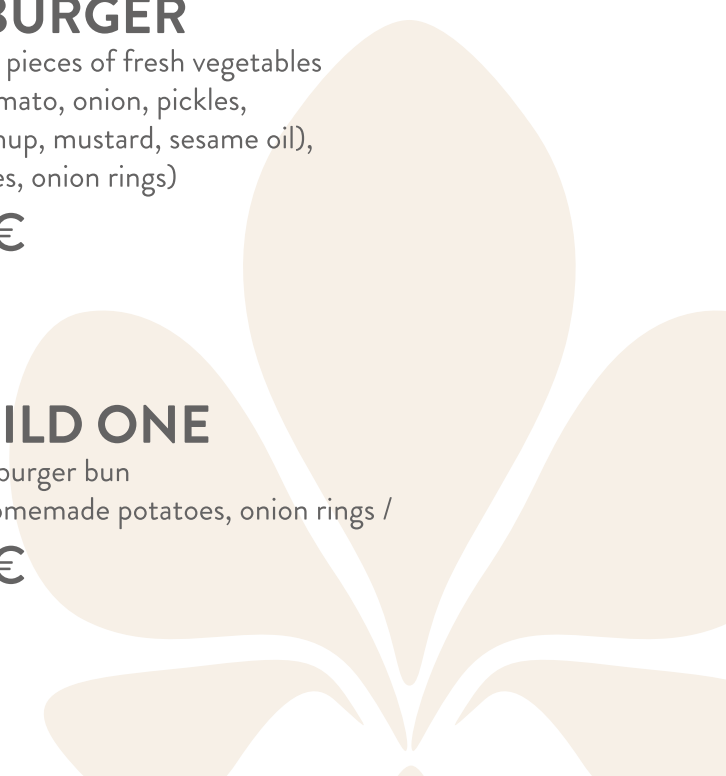 BURGER
pieces of fresh vegetables
mato, onion, pickles,
hup, mustard, sesame oil),
es, onion rings)
€
ILD ONE
burger bun
omemade potatoes, onion rings /
€